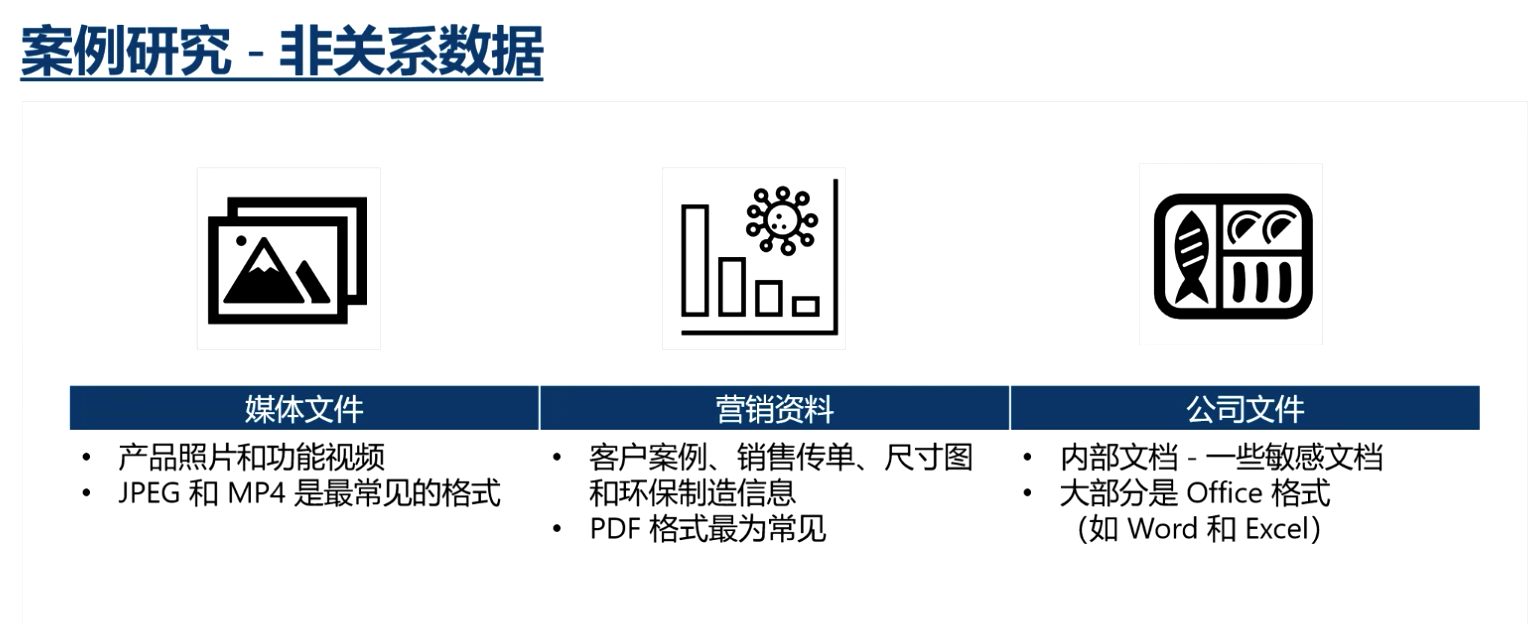 案例研究 - 非关系数据
媒体文件
• 产品照片和功能视频
• JPEG 和 MP4 是最常见的格式
营销资料
• 客户案例、销售传单、尺寸图
和环保制造信息
• PDF 格式最为常见
公司文件
• 内部文档 - 一些敏感文档
• 大部分是 Office 格式
（如 Word 和 Excel）